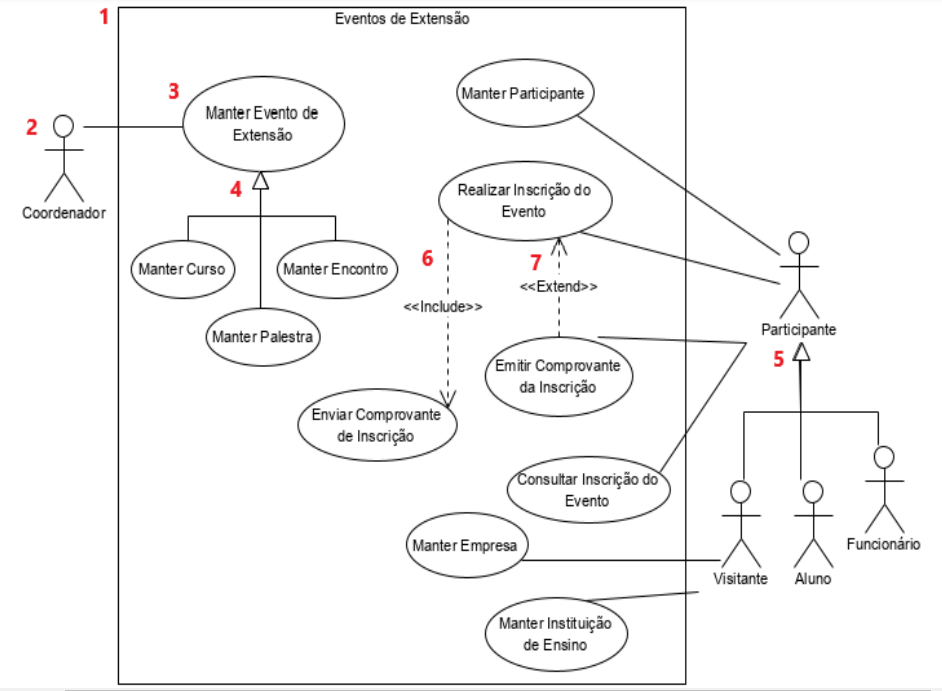 1
Eventos de Extensão
2
Coordenador
3
Manter Evento de
Extensão
4
Manter Curso
Manter Encontro
Manter Palestra
Manter Participante
Realizar Inscrição do
Evento
6
<<Include>>
7
<<Extend>>
Emitir Comprovante
da Inscrição
Enviar Comprovante
de Inscrição
Consultar Inscrição do
Evento
Manter Empresa
Manter Instituição
de Ensino
Participante
5
Visitante
Aluno
Funcionário